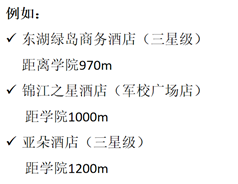 例如：
✓ 东湖绿岛商务酒店（三星级）
距离学院970m
✓ 锦江之星酒店（军校广场店）
距学院1000m
✓ 亚朵酒店（三星级）
距学院1200m